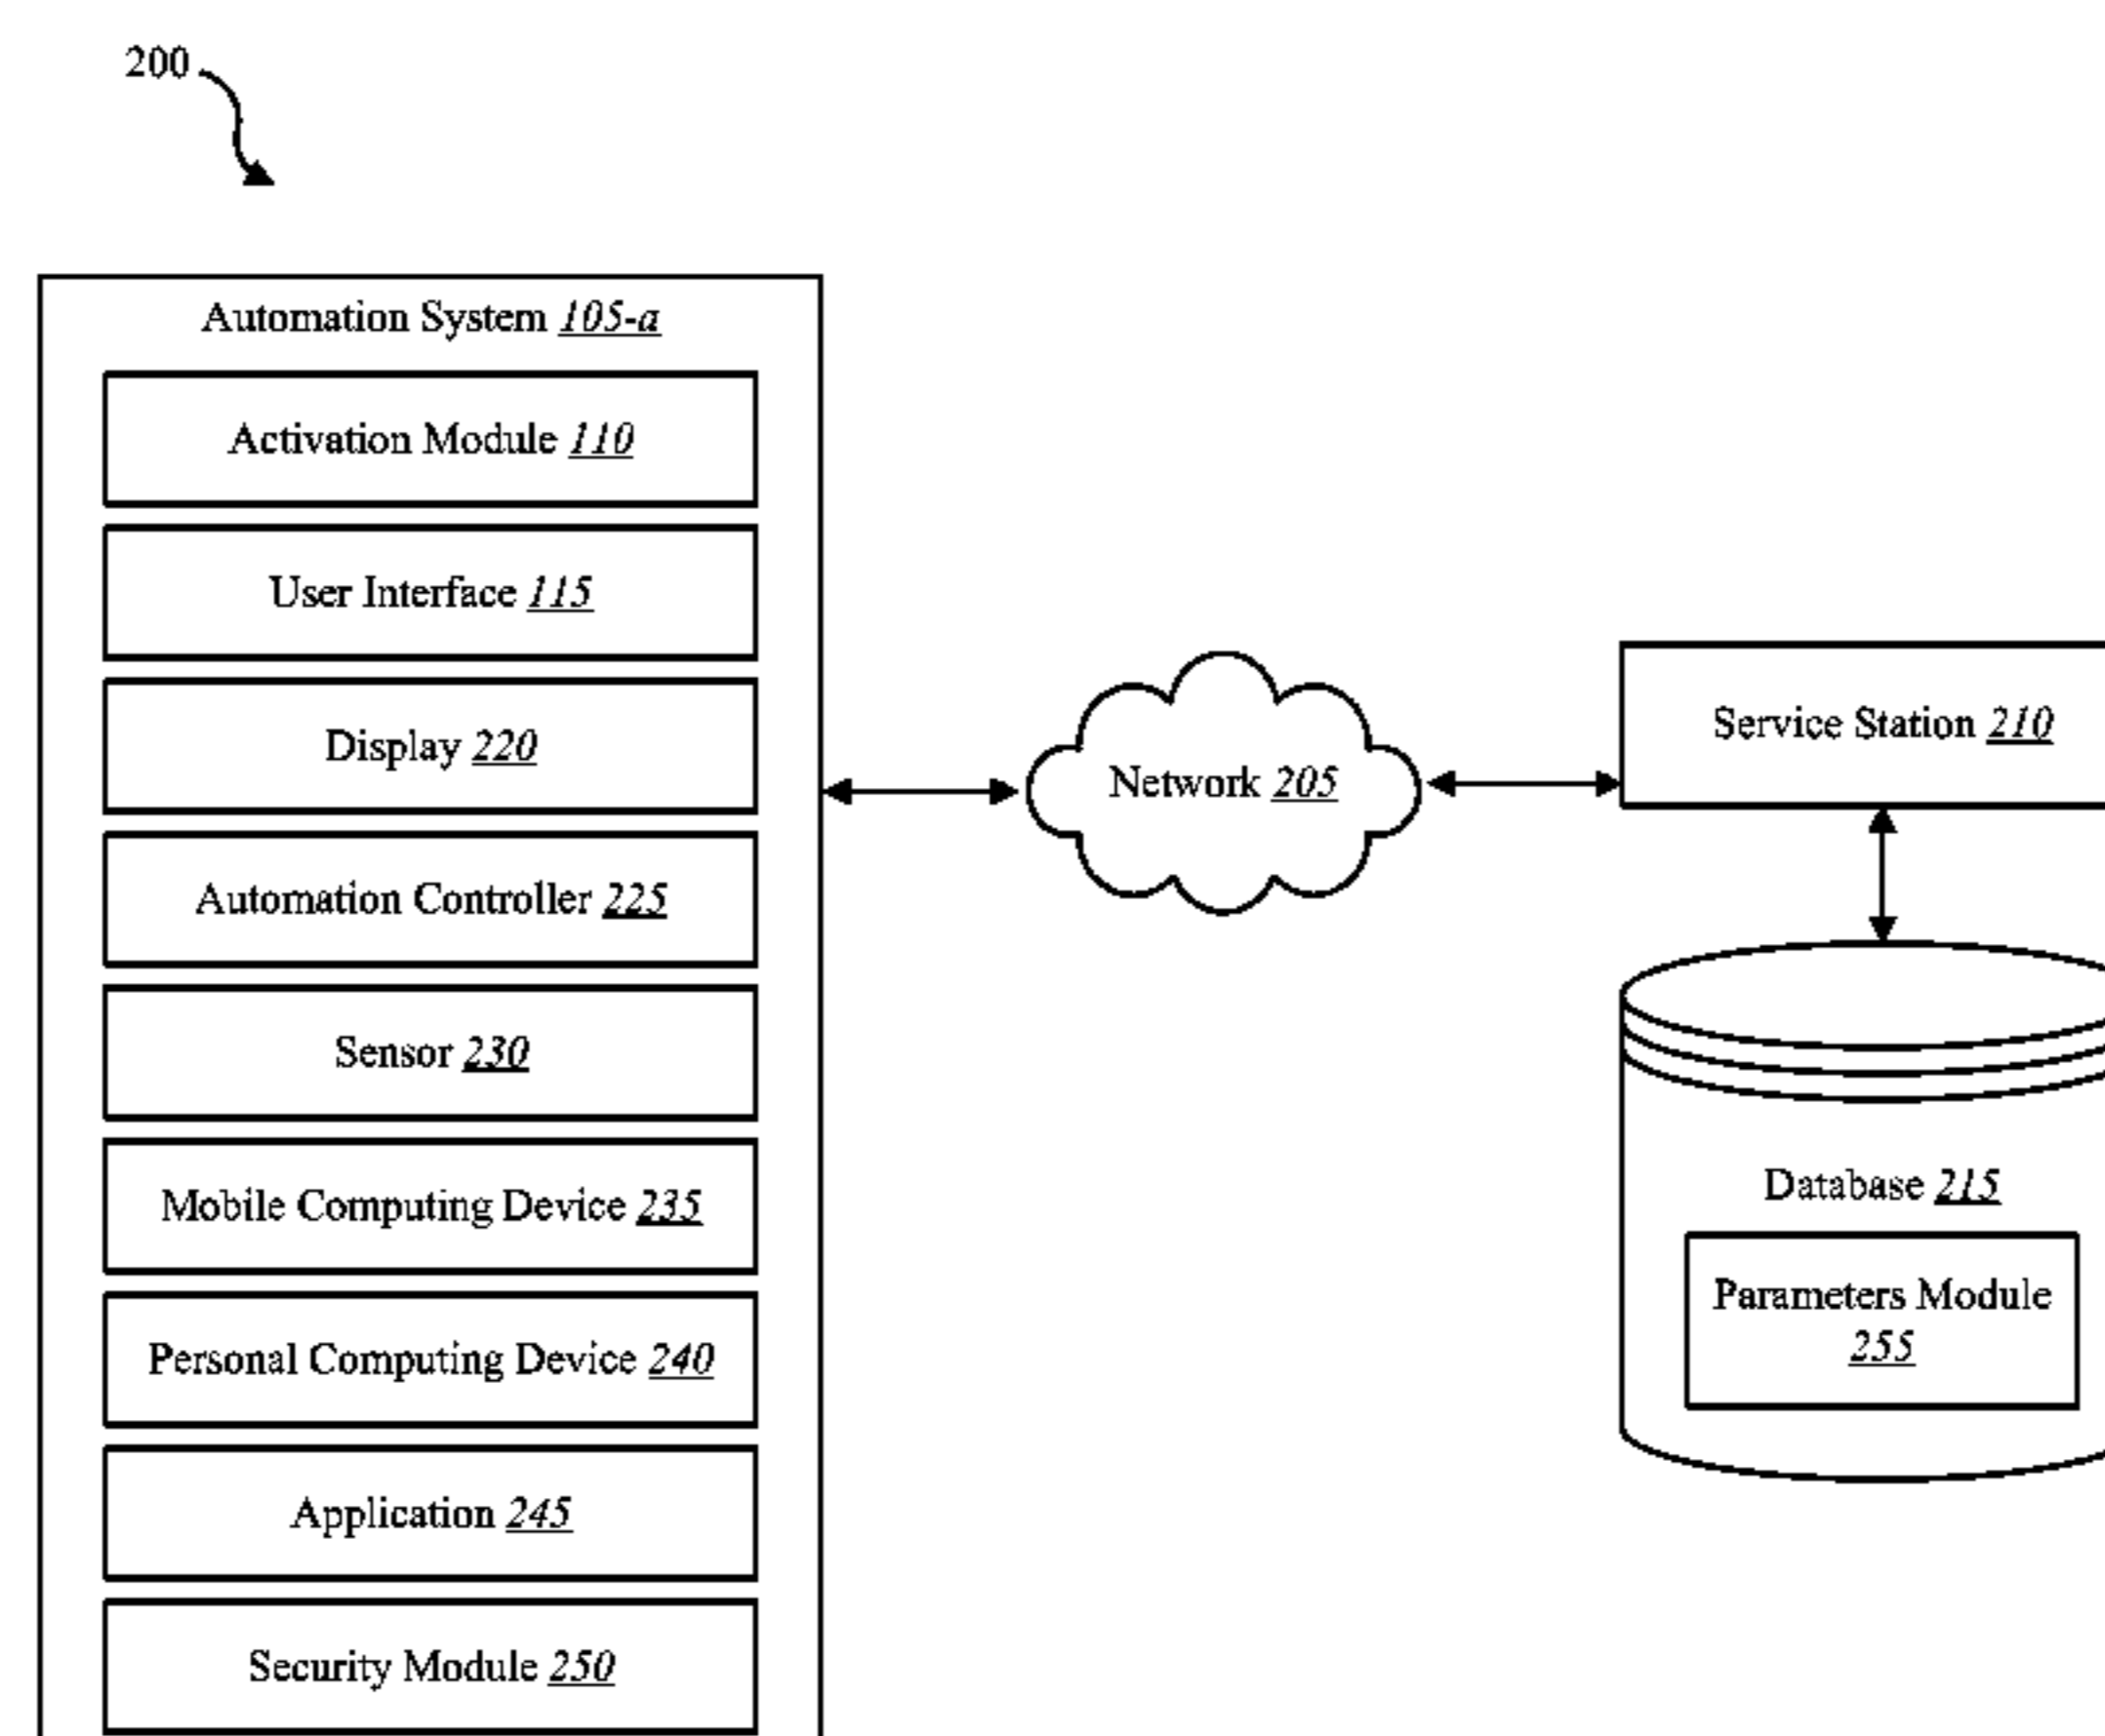 200
Automation System 105-a
Activation Module 110
User Interface 115
Display 220
Automation Controller 225
Sensor 230
Mobile Computing Device 235
Personal Computing Device 240
Application 245
Security Module 250
Network 205
Service Station 210
Database 215
Parameters Module
255